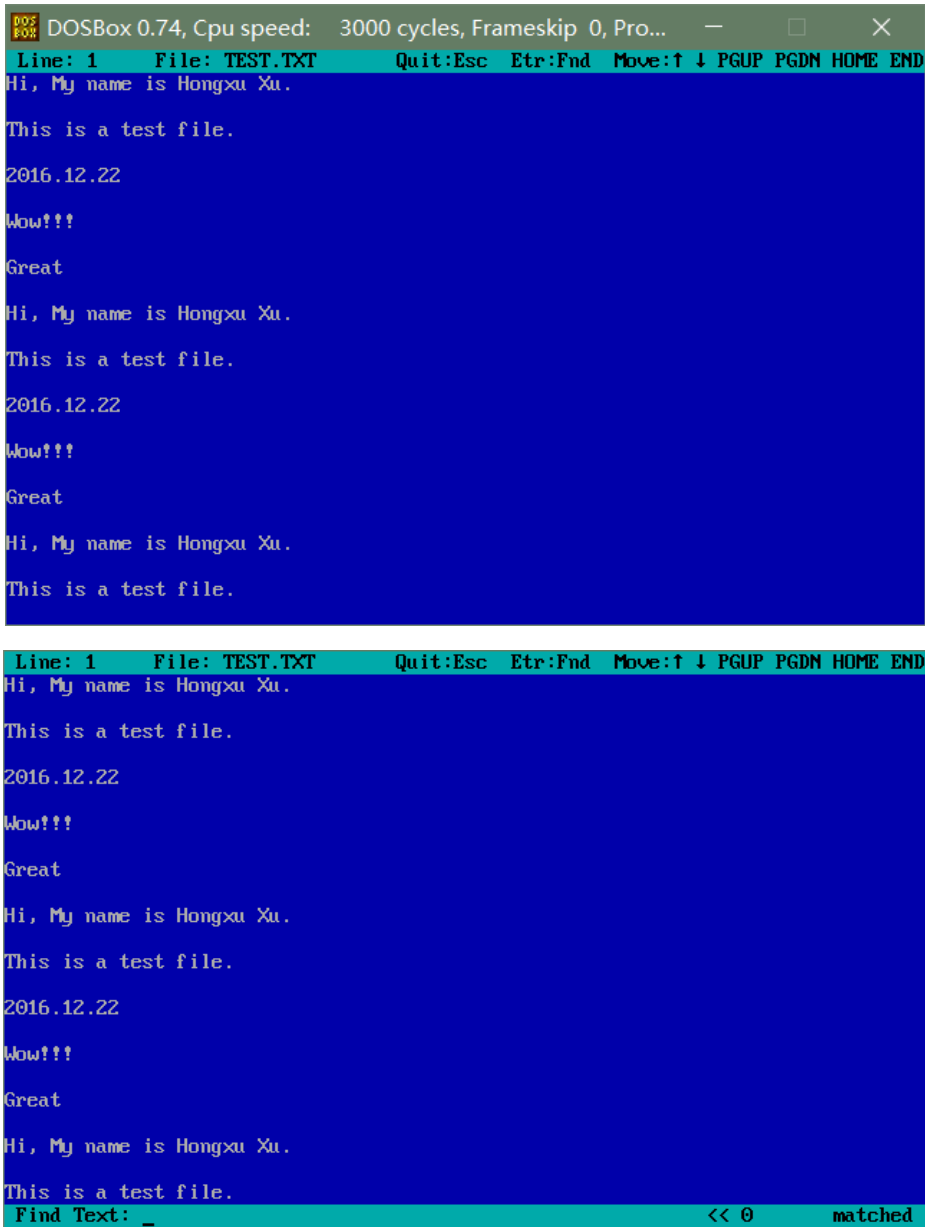 DOSBox 0.74, Cpu speed: 3000 cycles, Frameskip 0, Pro...
Line: 1 File: TEST.TXT Quit:Esc Etr:Fnd Move:↑ ↓ PGUP PGDN HOME END
Hi, My name is Hongxu Xu.
This is a test file.
2016.12.22
Wow!!!
Great
Hi, My name is Hongxu Xu.
This is a test file.
2016.12.22
Wow!!!
Great
Hi, My name is Hongxu Xu.
This is a test file.
Line: 1 File: TEST.TXT Quit:Esc Etr:Fnd Move:↑ ↓ PGUP PGDN HOME END
Hi, My name is Hongxu Xu.
This is a test file.
2016.12.22
Wow!!!
Great
Hi, My name is Hongxu Xu.
This is a test file.
2016.12.22
Wow!!!
Great
Hi, My name is Hongxu Xu.
This is a test file.
Find Text: _ << 0 matched